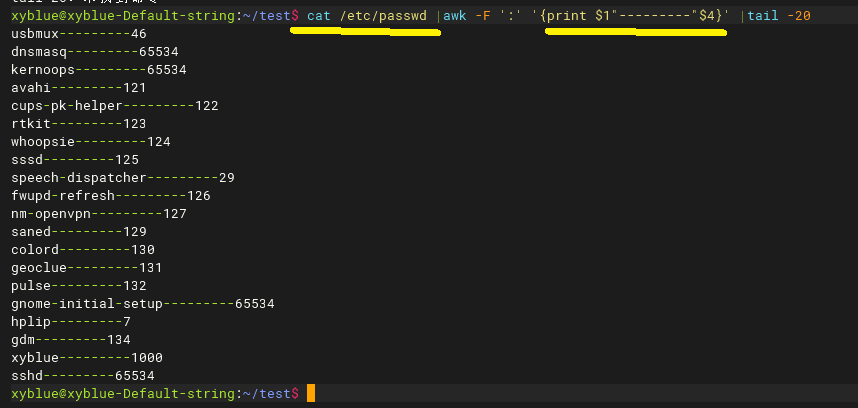 xyblue@xyblue-Default-string:~/test$ cat /etc/passwd |awk -F ':' '{print $1"---------"$4}' |tail -20
usbmux---------46
dnsmasq---------65534
kernoops---------65534
avahi---------121
cups-pk-helper---------122
rtkit---------123
whoopsie---------124
sssd---------125
speech-dispatcher---------29
fwupd-refresh---------126
nm-openvpn---------127
saned---------129
colord---------130
geoclue---------131
pulse---------132
gnome-initial-setup---------65534
hplip---------7
gdm---------134
xyblue---------1000
sshd---------65534
xyblue@xyblue-Default-string:~/test$